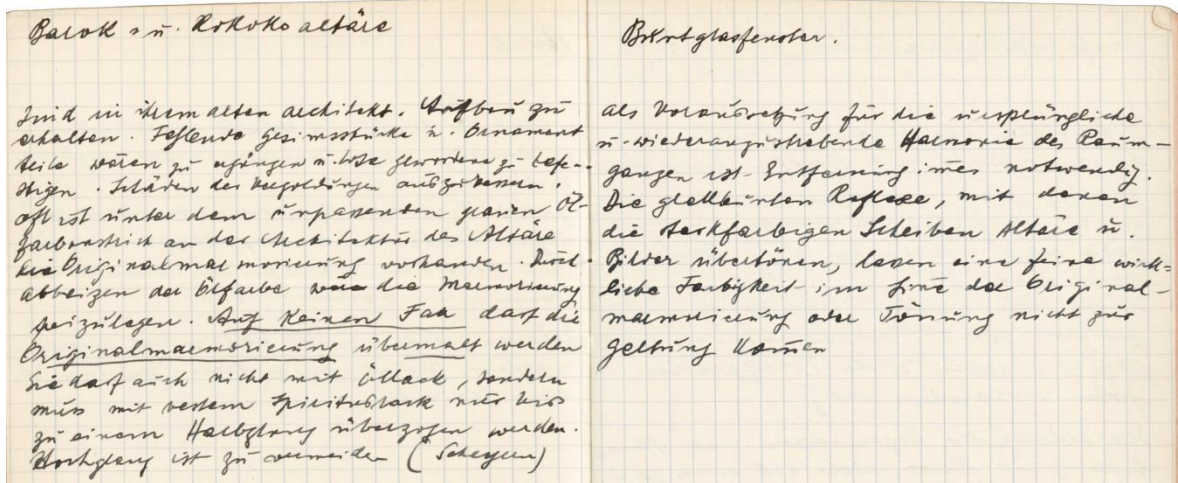 Barok- u. Rokokoaltäre
sind in ihrem alten architekt. Aufbau zu
erhalten. Fehlende Gesimsstücke u. Ornament
teile wären zu ergänzen u. lose gewordene zu befe-
stigen. Schäden der Vergoldungen auszubessern.
Oft ist unter dem unpassenden grauen Öl-
farbanstrich an der Architektur des Altäre
die Originalmarmorierung vorhanden. Durch
Abbeizen der Ölfarbe wäre die Marmorierung
freizulegen. Auf keinen Fall darf die
Originalmarmorierung übermalt werden
Sie darf auch nicht mit Öllack, sondern
muss mit bestem Spirituslack nur bis
zu einem Halbglanz überzogen werden.
Hochglanz ist zu vermeiden (Scheyern)
Buntglasfenster.
als Voraussetzung für die ursprüngliche
u. wiederanzustrebende Harmonie des Raum-
ganzen ist Entfernung notwendig.
Die grellbunten Reflexe, mit denen
die starkfarbigen Scheiben Altäre u.
Bilder übertönen, lassen eine feine wirk-
liche Farbigkeit im Sinne der Original-
marmorierung oder Tönung nicht zur
Geltung kommen